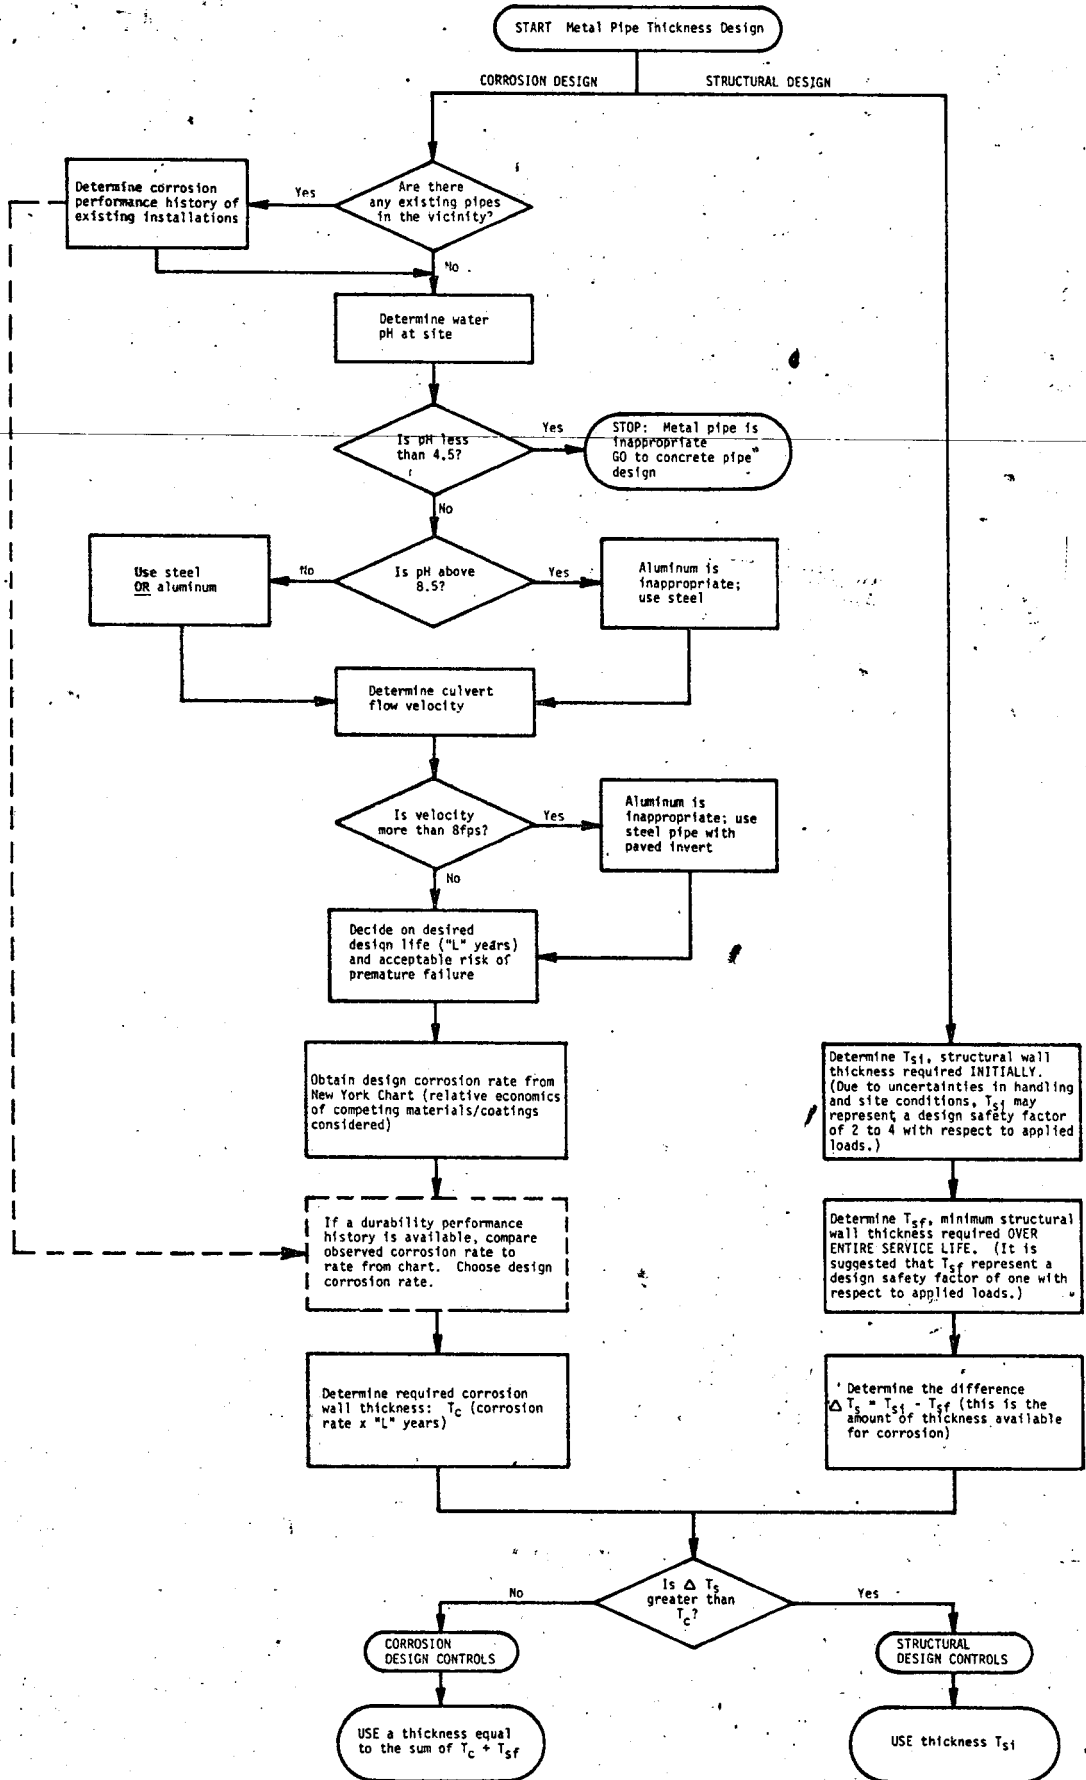 START Metal Pipe Thickness Design
CORROSION DESIGN
STRUCTURAL DESIGN
Are there
any existing pipes
in the vicinity?
Yes
Determine corrosion
performance history of
existing installations
No
Determine water
pH at site
Is pH less
than 4.5?
Yes
STOP: Metal pipe is
inappropriate
GO to concrete pipe
design
No
Is pH above
8.5?
No
Use steel
OR aluminum
Yes
Aluminum is
inappropriate;
use steel
Determine culvert
flow velocity
Is velocity
more than 8fps?
Yes
Aluminum is
inappropriate; use
steel pipe with
paved invert
No
Decide on desired
design life ("L" years)
and acceptable risk of
premature failure
Obtain design corrosion rate from
New York Chart (relative economics
of competing materials/coatings
considered)
If a durability performance
history is available, compare
observed corrosion rate to
rate from chart. Choose design
corrosion rate.
Determine required corrosion
wall thickness: Tc (corrosion
rate x "L" years)
Determine Tsi, structural wall
thickness required INITIALLY.
(Due to uncertainties in handling
and site conditions, Tsi may
represent a design safety factor
of 2 to 4 with respect to applied
loads.)
Determine Tsf, minimum structural
wall thickness required OVER
ENTIRE SERVICE LIFE. (It is
suggested that Tsf represent a
design safety factor of one with
respect to applied loads.)
Determine the difference
Δ Ts = Tsi - Tsf (this is the
amount of thickness available
for corrosion)
Is Δ Ts
greater than
Tc?
No
CORROSION
DESIGN CONTROLS
USE a thickness equal
to the sum of Tc + Tsf
Yes
STRUCTURAL
DESIGN CONTROLS
USE thickness Tsi